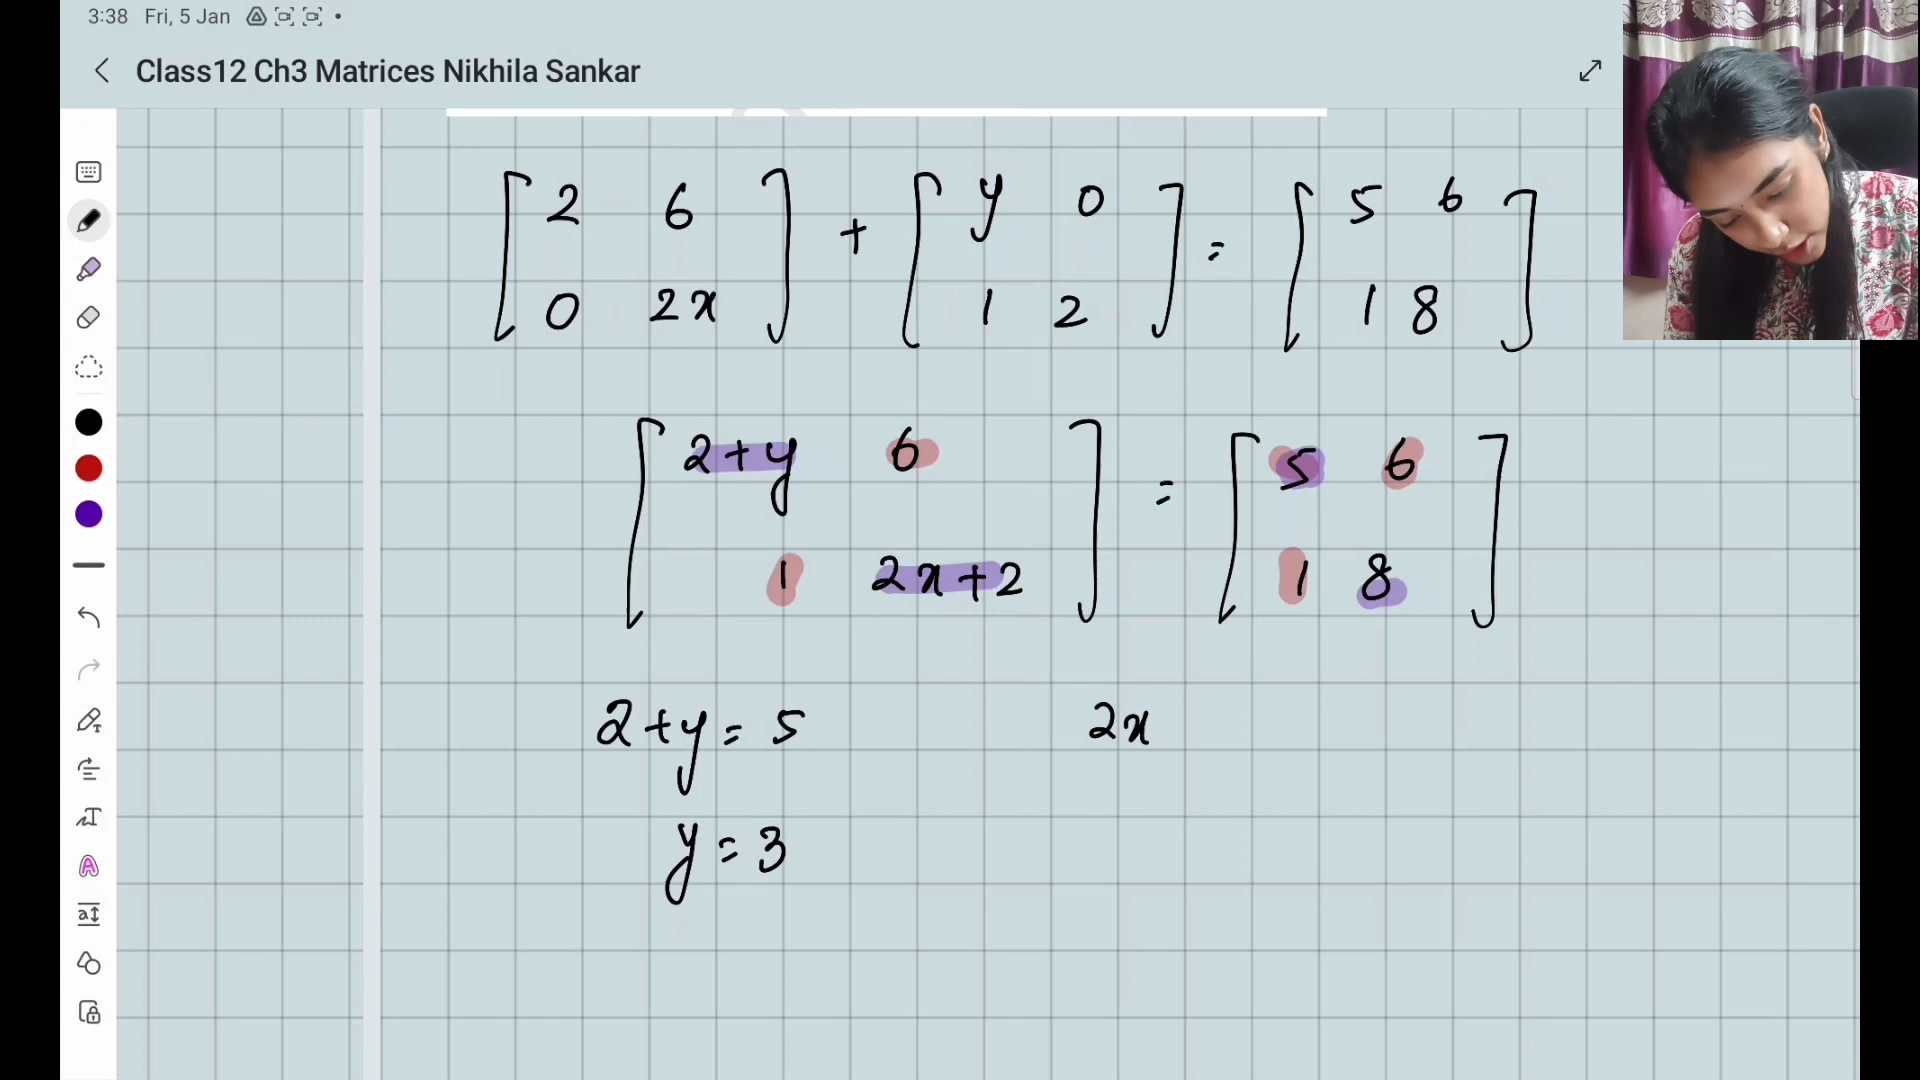 3:38 Fri, 5 Jan
Class12 Ch3 Matrices Nikhila Sankar
[ 2 6 ] + [ y 0 ] = [ 5 6 ]
0 2x 1 2 1 8
[ 2+y 6 ] = [ 5 6 ]
1 2x+2 1 8
2+y = 5 2x
y = 3